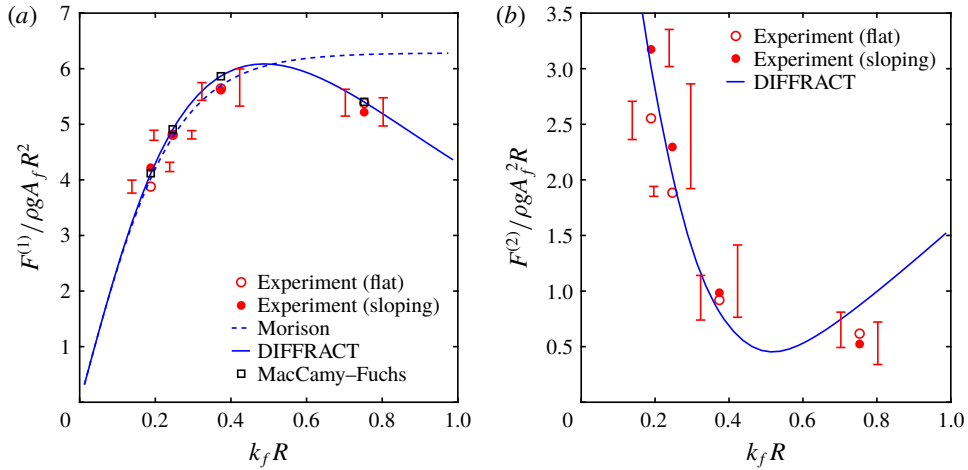 (a)
7
6
5
4
3
2
1
0
0.2
0.4
0.6
0.8
1.0
F^(1)/ρgA_f R^2
k_f R
Experiment (flat)
Experiment (sloping)
Morison
DIFFRACT
MacCamy–Fuchs
(b)
3.5
3.0
2.5
2.0
1.5
1.0
0.5
0
0.2
0.4
0.6
0.8
1.0
F^(2)/ρgA_f^2 R
k_f R
Experiment (flat)
Experiment (sloping)
DIFFRACT